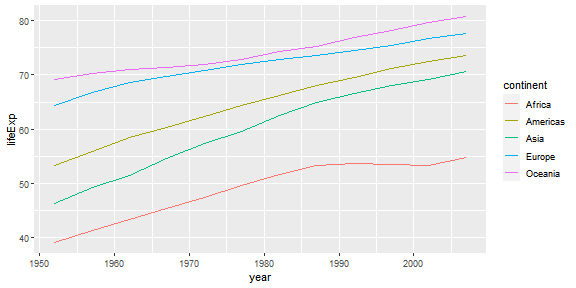 80
70
60
50
40
lifeExp
1950 1960 1970 1980 1990 2000
year
continent
Africa
Americas
Asia
Europe
Oceania